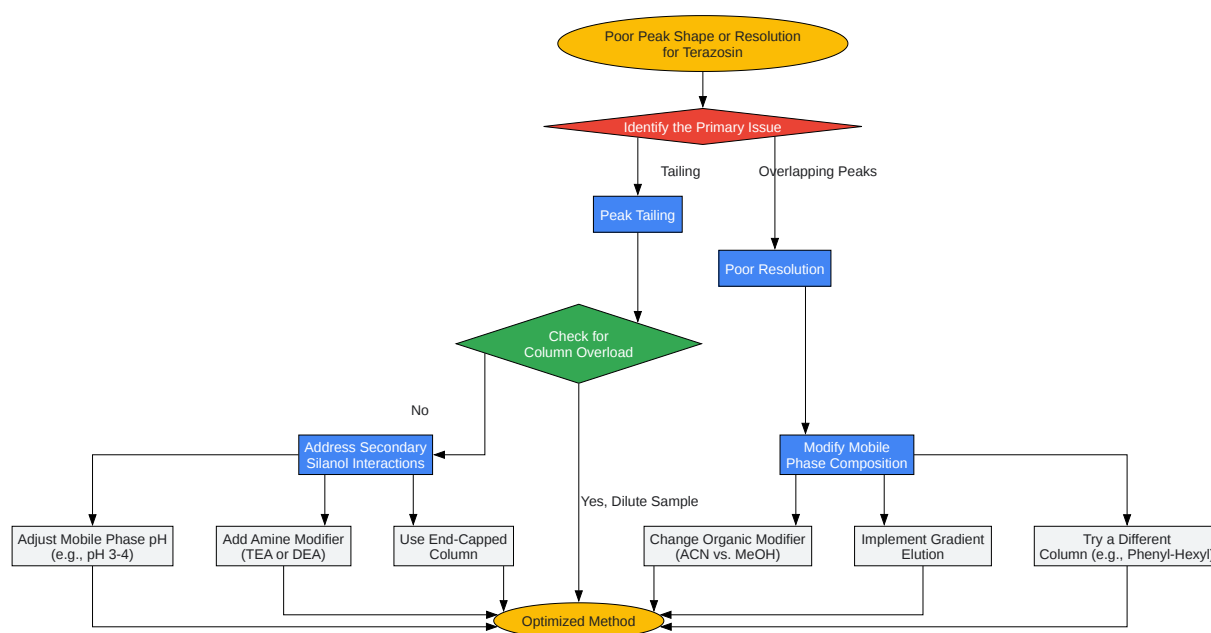 Poor Peak Shape or Resolution
for Terazosin
Identify the Primary Issue
Tailing
Overlapping Peaks
Peak Tailing
Poor Resolution
Check for
Column Overload
No
Address Secondary
Silanol Interactions
Modify Mobile
Phase Composition
Yes, Dilute Sample
Adjust Mobile Phase pH
(e.g., pH 3-4)
Add Amine Modifier
(TEA or DEA)
Use End-Capped
Column
Change Organic Modifier
(ACN vs. MeOH)
Implement Gradient
Elution
Try a Different
Column (e.g., Phenyl-Hexyl)
Optimized Method